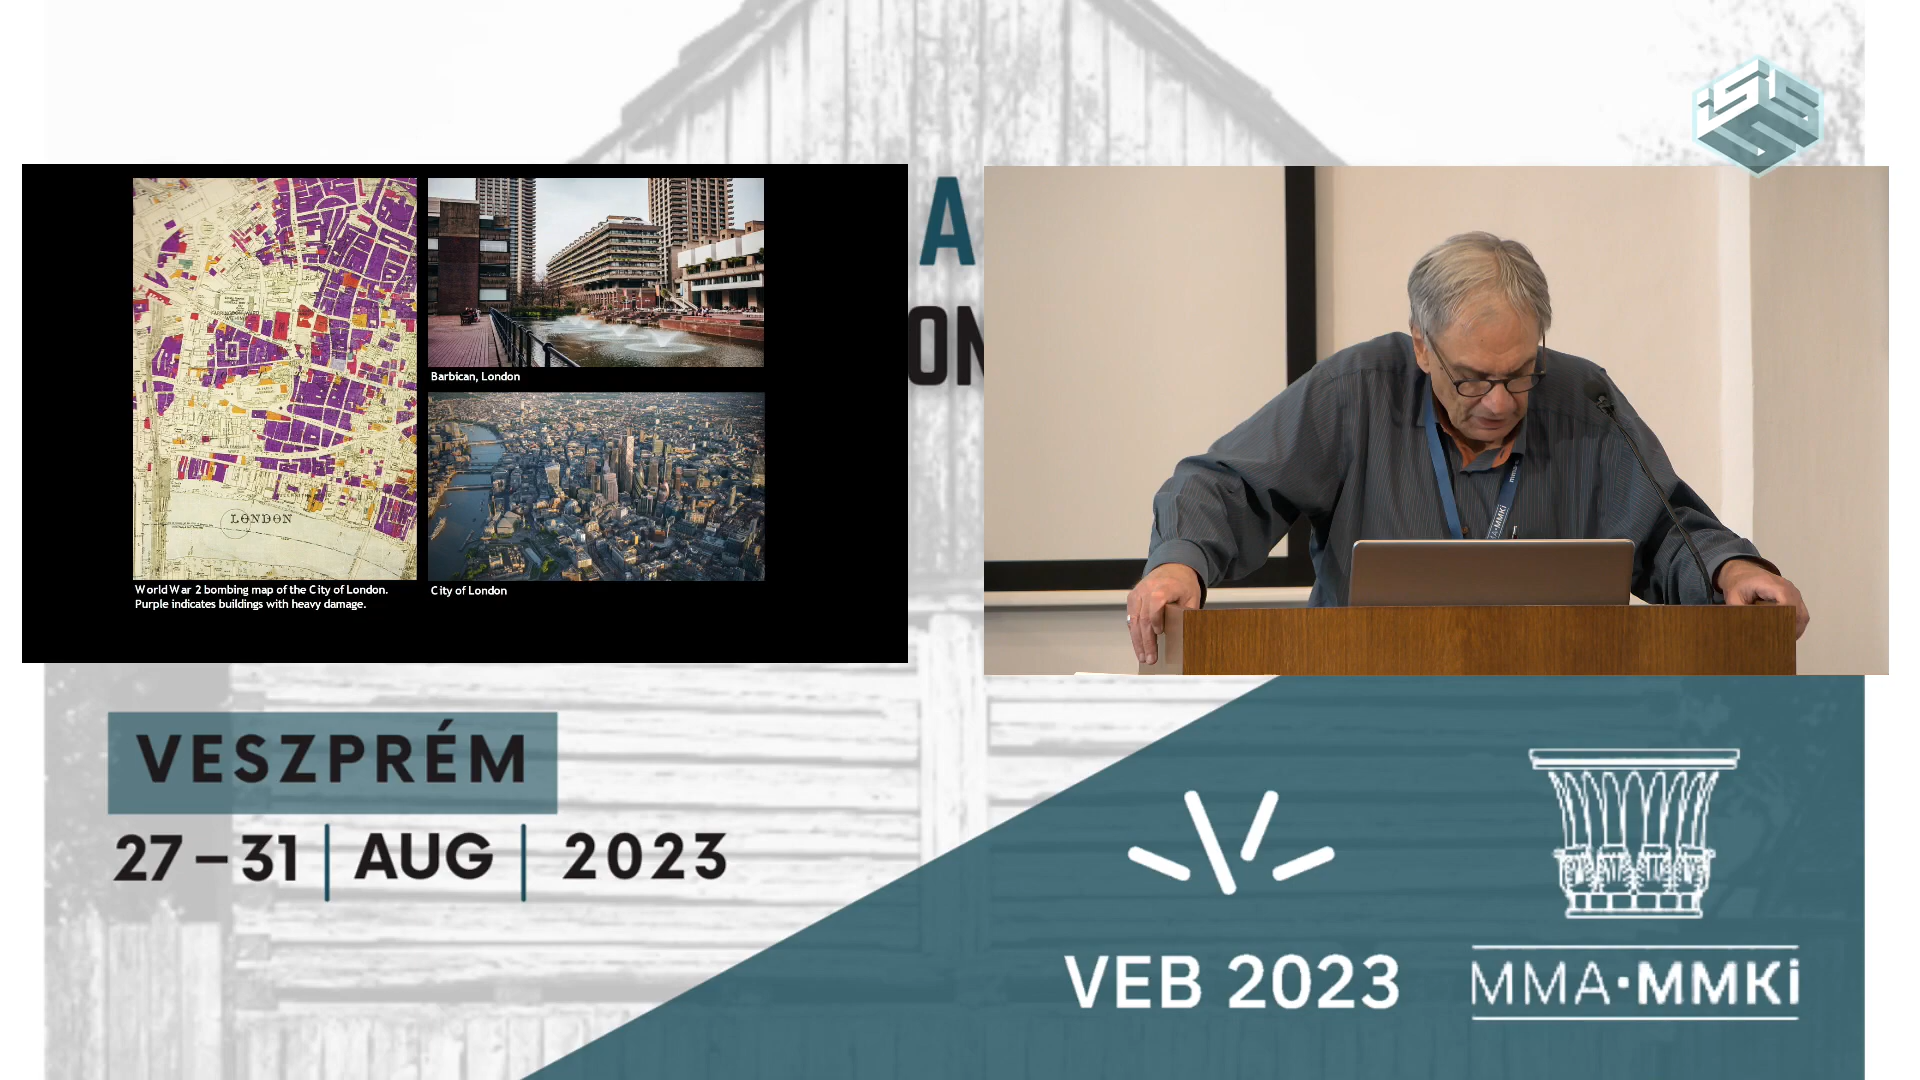 A
ON
LONDON
World War 2 bombing map of the City of London.
Purple indicates buildings with heavy damage.
Barbican, London
City of London
MMKi
VESZPRÉM
27–31 | AUG | 2023
VEB 2023
MMA•MMKi